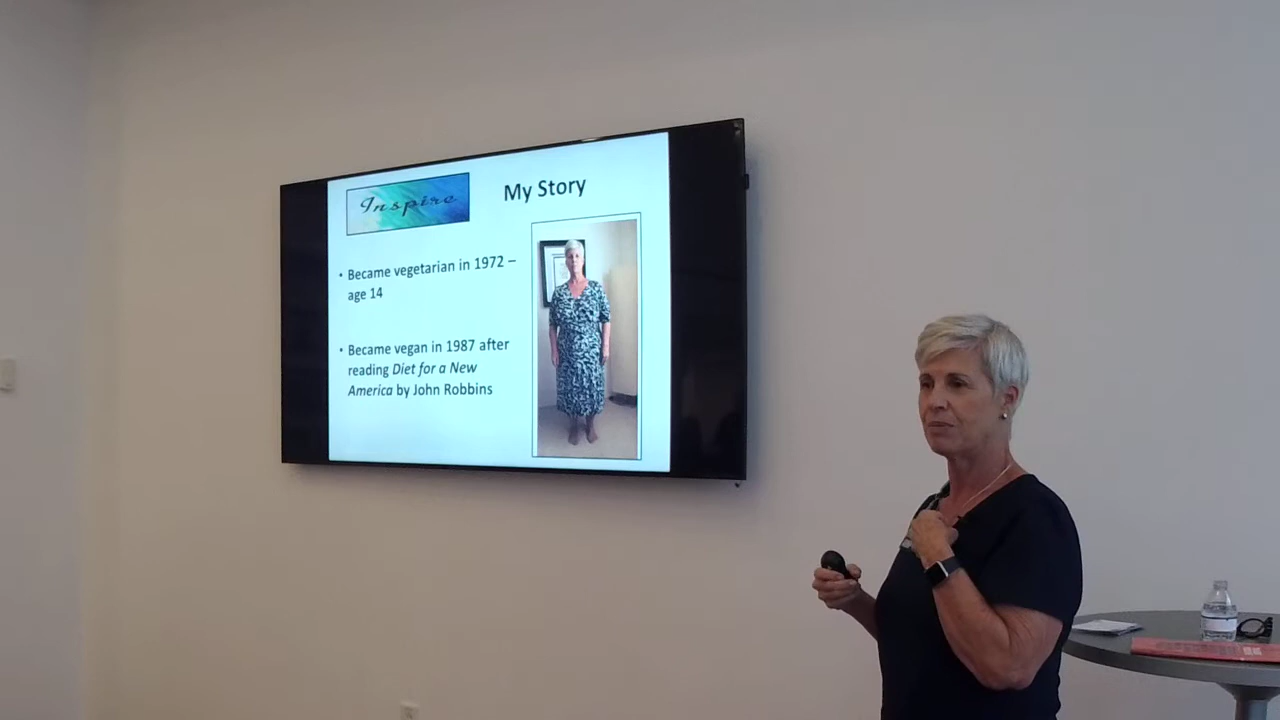 Inspire
My Story
• Became vegetarian in 1972 –
age 14
• Became vegan in 1987 after
reading Diet for a New
America by John Robbins